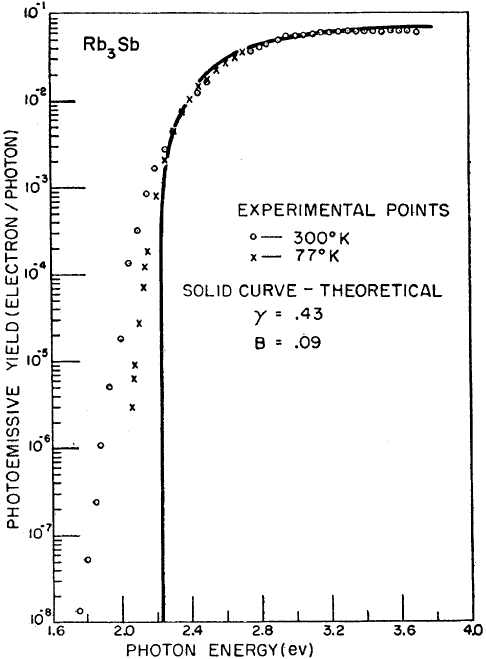 Rb₃Sb
PHOTOEMISSIVE YIELD (ELECTRON / PHOTON)
10⁻¹
10⁻²
10⁻³
10⁻⁴
10⁻⁵
10⁻⁶
10⁻⁷
10⁻⁸
EXPERIMENTAL POINTS
o — 300°K
x — 77°K
SOLID CURVE - THEORETICAL
γ = .43
B = .09
1.6 2.0 2.4 2.8 3.2 3.6 4.0
PHOTON ENERGY (ev)